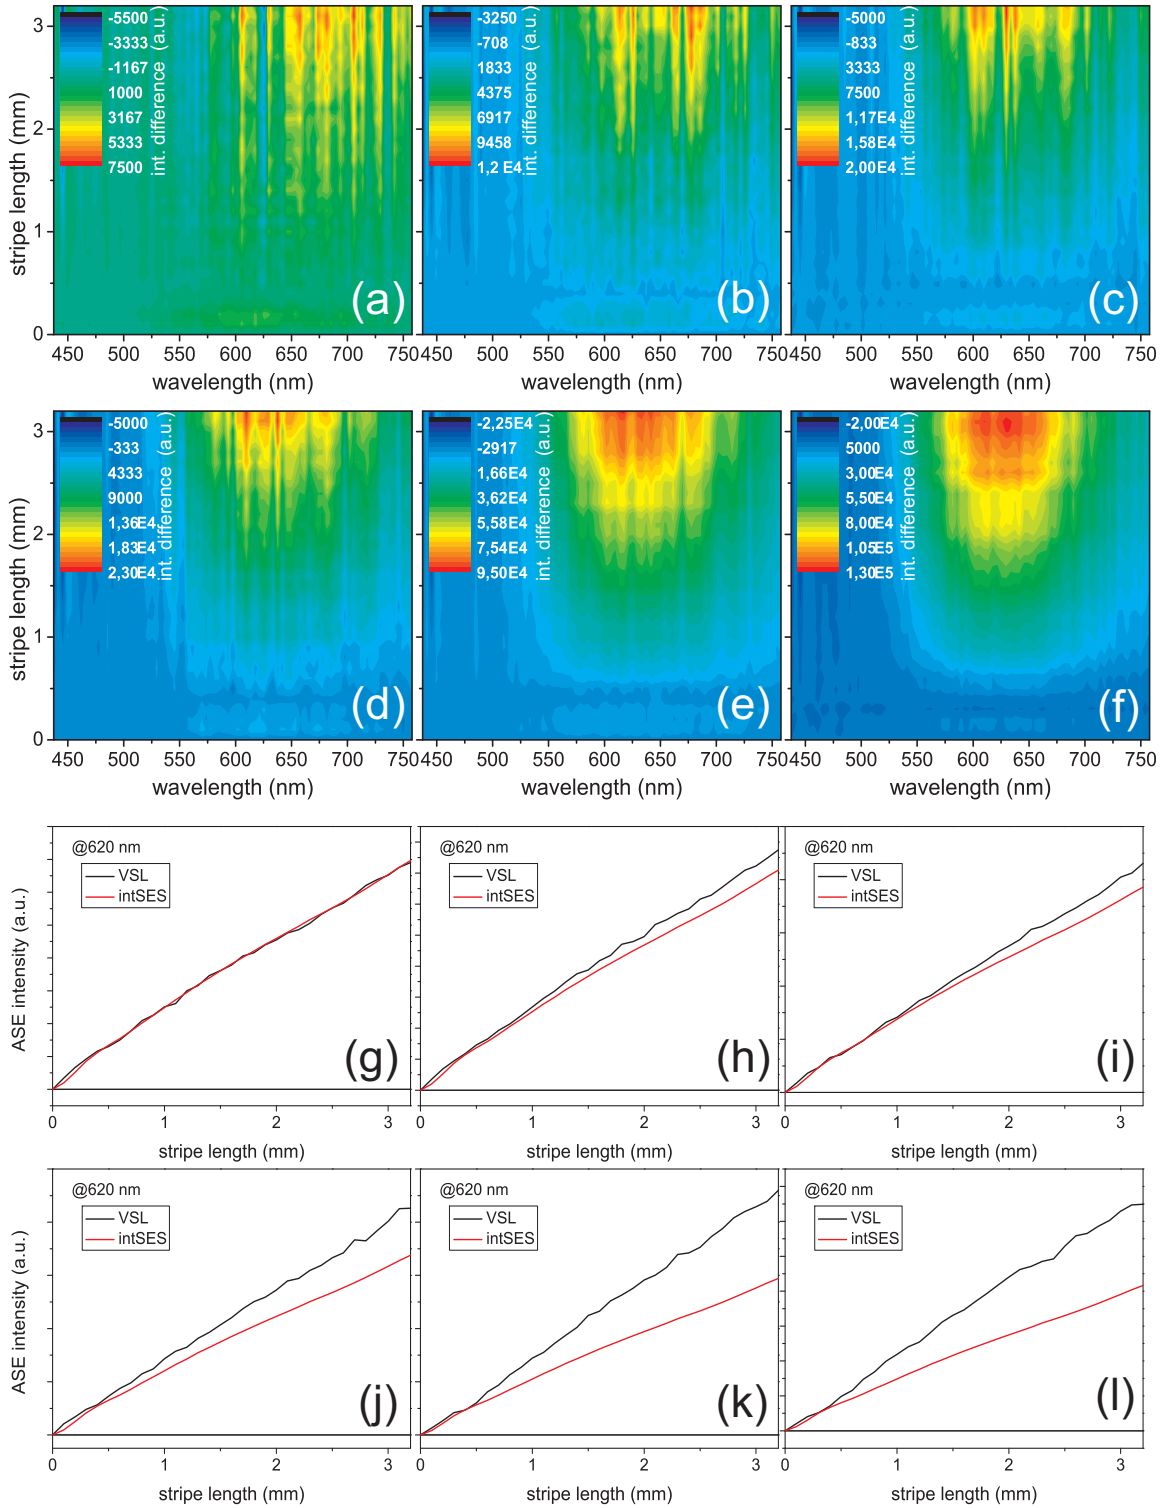 -5500
-3333
-1167
1000
3167
5333
7500
int. difference (a.u.)
(a)
-3250
-708
1833
4375
6917
9458
1,2 E4
int. difference (a.u.)
(b)
-5000
-833
3333
7500
1,17E4
1,58E4
2,00E4
int. difference (a.u.)
(c)
3
2
1
0
stripe length (mm)
450 500 550 600 650 700 750 450 500 550 600 650 700 750 450 500 550 600 650 700 750
wavelength (nm) wavelength (nm) wavelength (nm)
-5000
-333
4333
9000
1,36E4
1,83E4
2,30E4
int. difference (a.u.)
(d)
-2,25E4
-2917
1,66E4
3,62E4
5,58E4
7,54E4
9,50E4
int. difference (a.u.)
(e)
-2,00E4
5000
3,00E4
5,50E4
8,00E4
1,05E5
1,30E5
int. difference (a.u.)
(f)
3
2
1
0
stripe length (mm)
450 500 550 600 650 700 750 450 500 550 600 650 700 750 450 500 550 600 650 700 750
wavelength (nm) wavelength (nm) wavelength (nm)
@620 nm
VSL
intSES
(g)
@620 nm
VSL
intSES
(h)
@620 nm
VSL
intSES
(i)
ASE intensity (a.u.)
0 1 2 3 0 1 2 3 0 1 2 3
stripe length (mm) stripe length (mm) stripe length (mm)
@620 nm
VSL
intSES
(j)
@620 nm
VSL
intSES
(k)
@620 nm
VSL
intSES
(l)
ASE intensity (a.u.)
0 1 2 3 0 1 2 3 0 1 2 3
stripe length (mm) stripe length (mm) stripe length (mm)